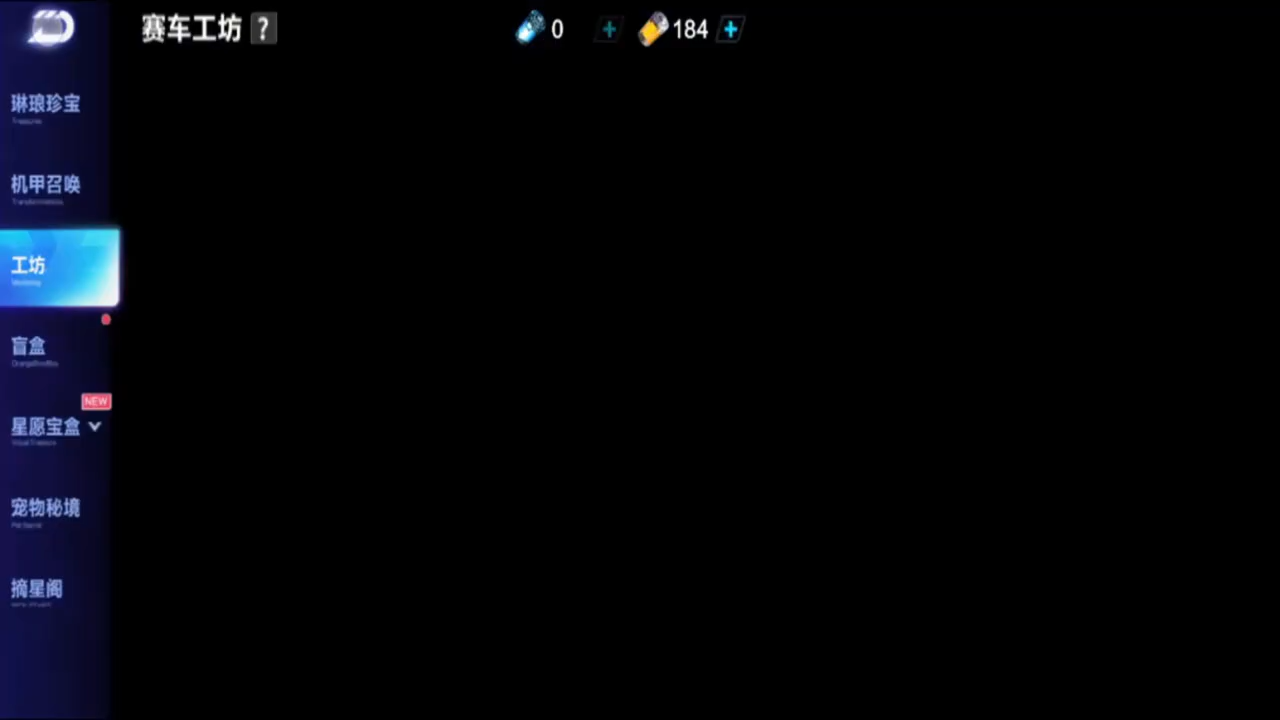 赛车工坊 ?
0
184
琳琅珍宝
Treasures
机甲召唤
工坊
盲盒
NEW
星愿宝盒
宠物秘境
摘星阁